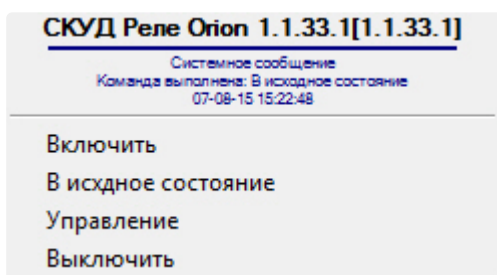 СКУД Реле Orion 1.1.33.1[1.1.33.1]
Системное сообщение
Команда выполнена: В исходное состояние
07-08-15 15:22:48
Включить
В исхдное состояние
Управление
Выключить